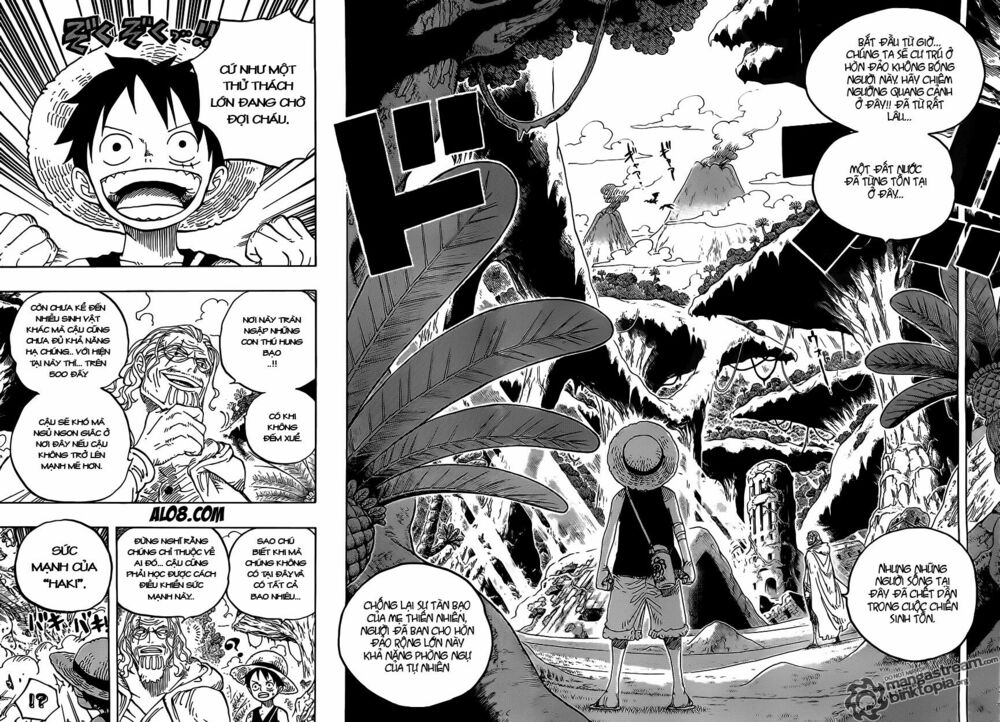 BẮT ĐẦU TỪ GIỜ...
CHÚNG TA SẼ CƯ TRÚ Ở
HÒN ĐẢO KHÔNG BÓNG
NGƯỜI NÀY. HÃY CHIÊM
NGƯỠNG QUANG CẢNH
Ở ĐÂY!! ĐÃ TỪ RẤT
LÂU...
MỘT ĐẤT NƯỚC
ĐÃ TỪNG TỒN TẠI
Ở ĐÂY...
ド
NHƯNG NHỮNG
NGƯỜI SỐNG TẠI
ĐÂY ĐÃ CHẾT DẦN
TRONG CUỘC CHIẾN
SINH TỒN.
CHỐNG LẠI SỰ TÀN BẠO
CỦA MẸ THIÊN NHIÊN,
NGƯỜI ĐÃ BAN CHO HÒN
ĐẢO RỘNG LỚN NÀY
KHẢ NĂNG PHÒNG NGỰ
CỦA TỰ NHIÊN
ぞくぞくッ...!!
CỨ NHƯ MỘT
THỬ THÁCH
LỚN ĐANG CHỜ
ĐỢI CHÁU.
NƠI NÀY TRÀN
NGẬP NHỮNG
CON THÚ HUNG
BẠO
..!!
CÓ KHI
KHÔNG
ĐẾM XUỂ.
CÒN CHƯA KỂ ĐẾN
NHIỀU SINH VẬT
KHÁC MÀ CẬU CŨNG
CHƯA ĐỦ KHẢ NĂNG
HẠ CHÚNG.. VỚI HIỆN
TẠI NÀY THÌ... TRÊN
500 ĐẤY
CẬU SẼ KHÓ MÀ
NGỦ NGON GIẤC Ở
NƠI ĐÂY NẾU CẬU
KHÔNG TRỞ LÊN
MẠNH MẼ HƠN.
ALO8.COM
SAO CHÚ
BIẾT KHI MÀ
CHÚNG KHÔNG
CÓ TẠI ĐÂY VÀ
CÓ TẤT CẢ
BAO NHIÊU...
ĐỪNG NGHĨ RẰNG
CHÚNG CHỈ THUỘC VỀ
AI ĐÓ... CẬU CŨNG
PHẢI HỌC ĐƯỢC CÁCH
ĐIỀU KHIỂN SỨC
MẠNH NÀY.
SỨC
MẠNH CỦA
"HAKI".
バキ バキ!
!?
mangastream.com
binktopia.org